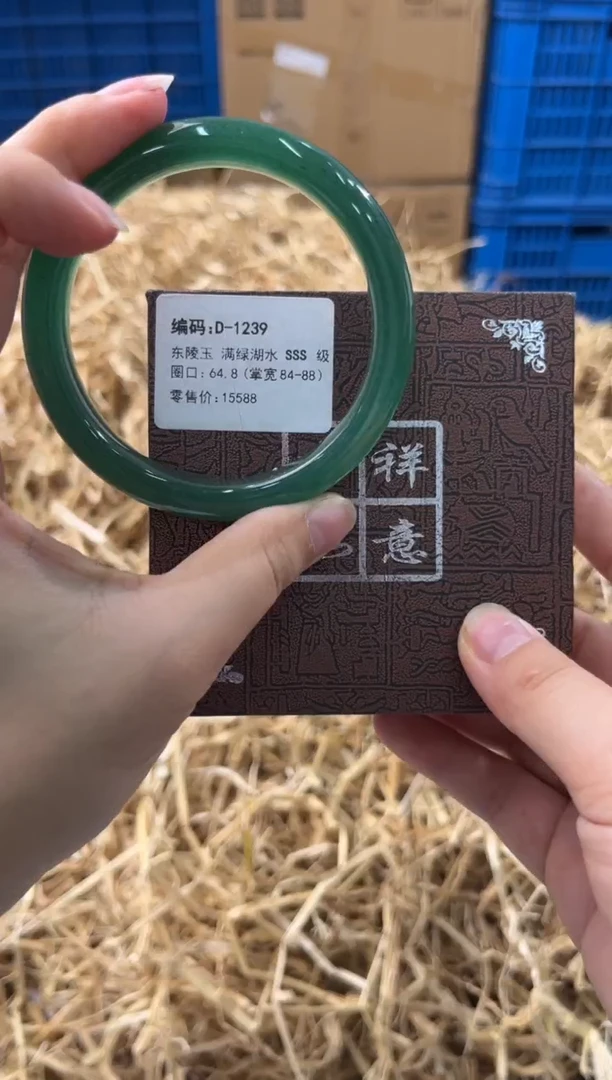 编码:D-1239
东陵玉 满绿湖水 SSS 级
圈口:64.8(掌宽84-88)
零售价:15588
祥
意